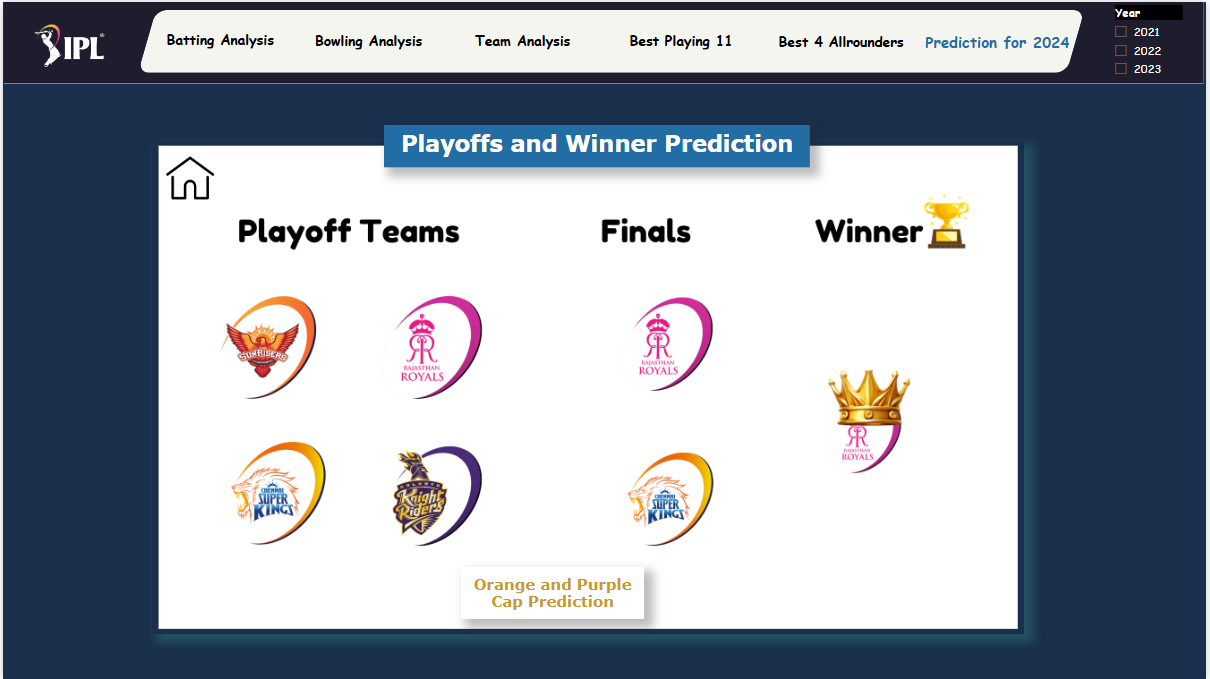 IPL
Batting Analysis
Bowling Analysis
Team Analysis
Best Playing 11
Best 4 Allrounders
Prediction for 2024
Year
2021
2022
2023
Playoffs and Winner Prediction
Playoff Teams
Finals
Winner
SUNRISERS
RAJASTHAN
ROYALS
RAJASTHAN
ROYALS
RAJASTHAN
ROYALS
CHENNAI
SUPER
KINGS
KOLKATA
Knight
Riders
CHENNAI
SUPER
KINGS
Orange and Purple
Cap Prediction